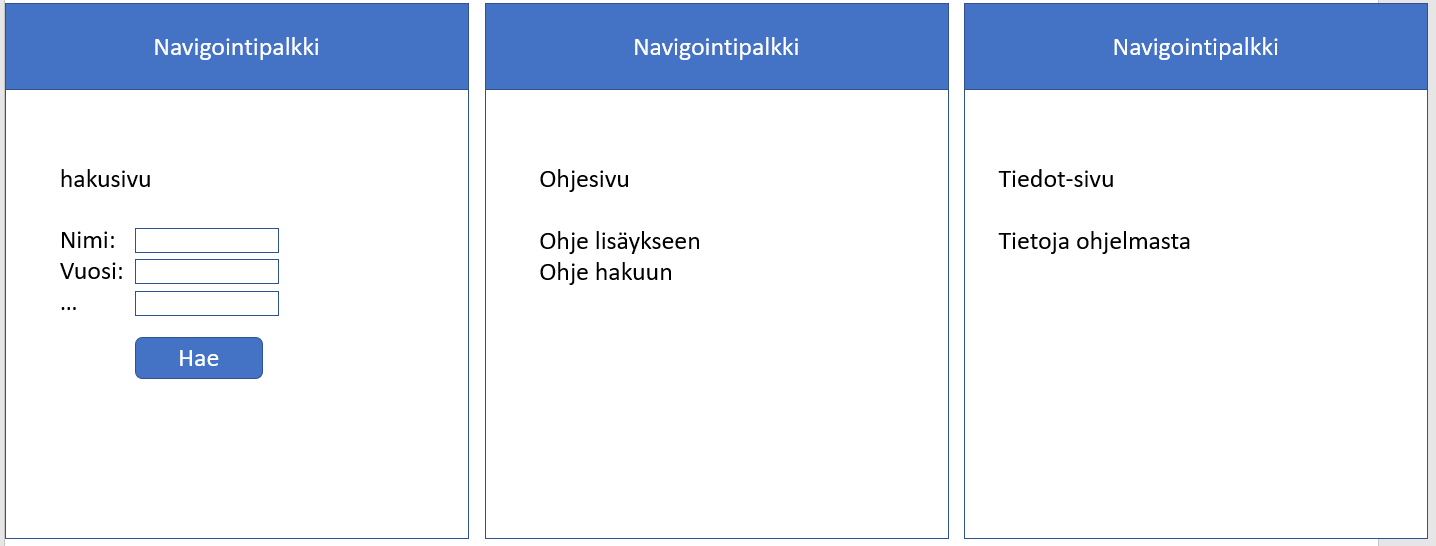 Navigointipalkki
hakusivu
Nimi:
Vuosi:
...
Hae
Navigointipalkki
Ohjesivu
Ohje lisäykseen
Ohje hakuun
Navigointipalkki
Tiedot-sivu
Tietoja ohjelmasta